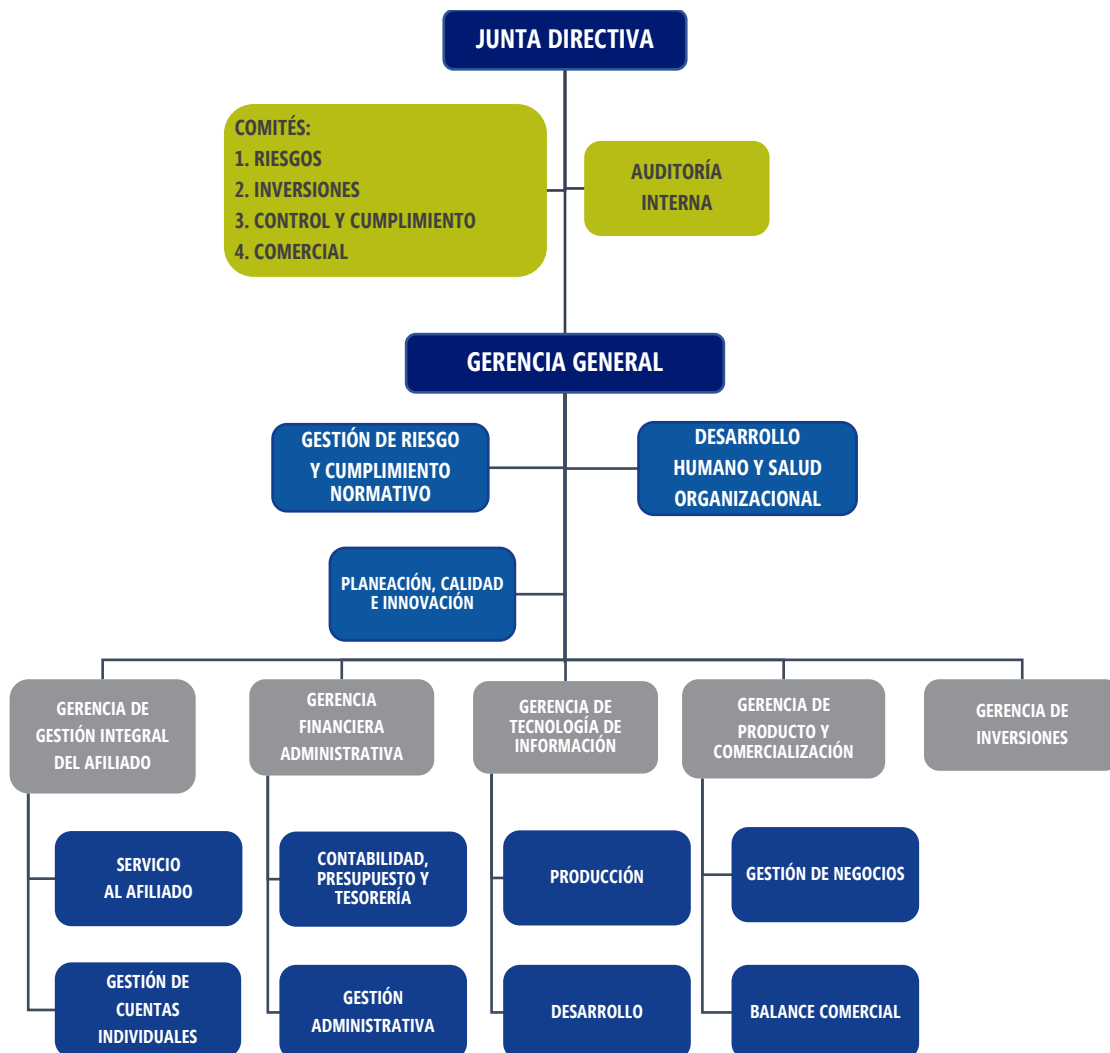 JUNTA DIRECTIVA
COMITÉS:
1. RIESGOS
2. INVERSIONES
3. CONTROL Y CUMPLIMIENTO
4. COMERCIAL
AUDITORÍA
INTERNA
GERENCIA GENERAL
GESTIÓN DE RIESGO
Y CUMPLIMIENTO
NORMATIVO
DESARROLLO
HUMANO Y SALUD
ORGANIZACIONAL
PLANEACIÓN, CALIDAD
E INNOVACIÓN
GERENCIA DE
GESTIÓN INTEGRAL
DEL AFILIADO
GERENCIA
FINANCIERA
ADMINISTRATIVA
GERENCIA DE
TECNOLOGÍA DE
INFORMACIÓN
GERENCIA DE
PRODUCTO Y
COMERCIALIZACIÓN
GERENCIA DE
INVERSIONES
SERVICIO
AL AFILIADO
CONTABILIDAD,
PRESUPUESTO Y
TESORERÍA
PRODUCCIÓN
GESTIÓN DE NEGOCIOS
GESTIÓN DE
CUENTAS
INDIVIDUALES
GESTIÓN
ADMINISTRATIVA
DESARROLLO
BALANCE COMERCIAL